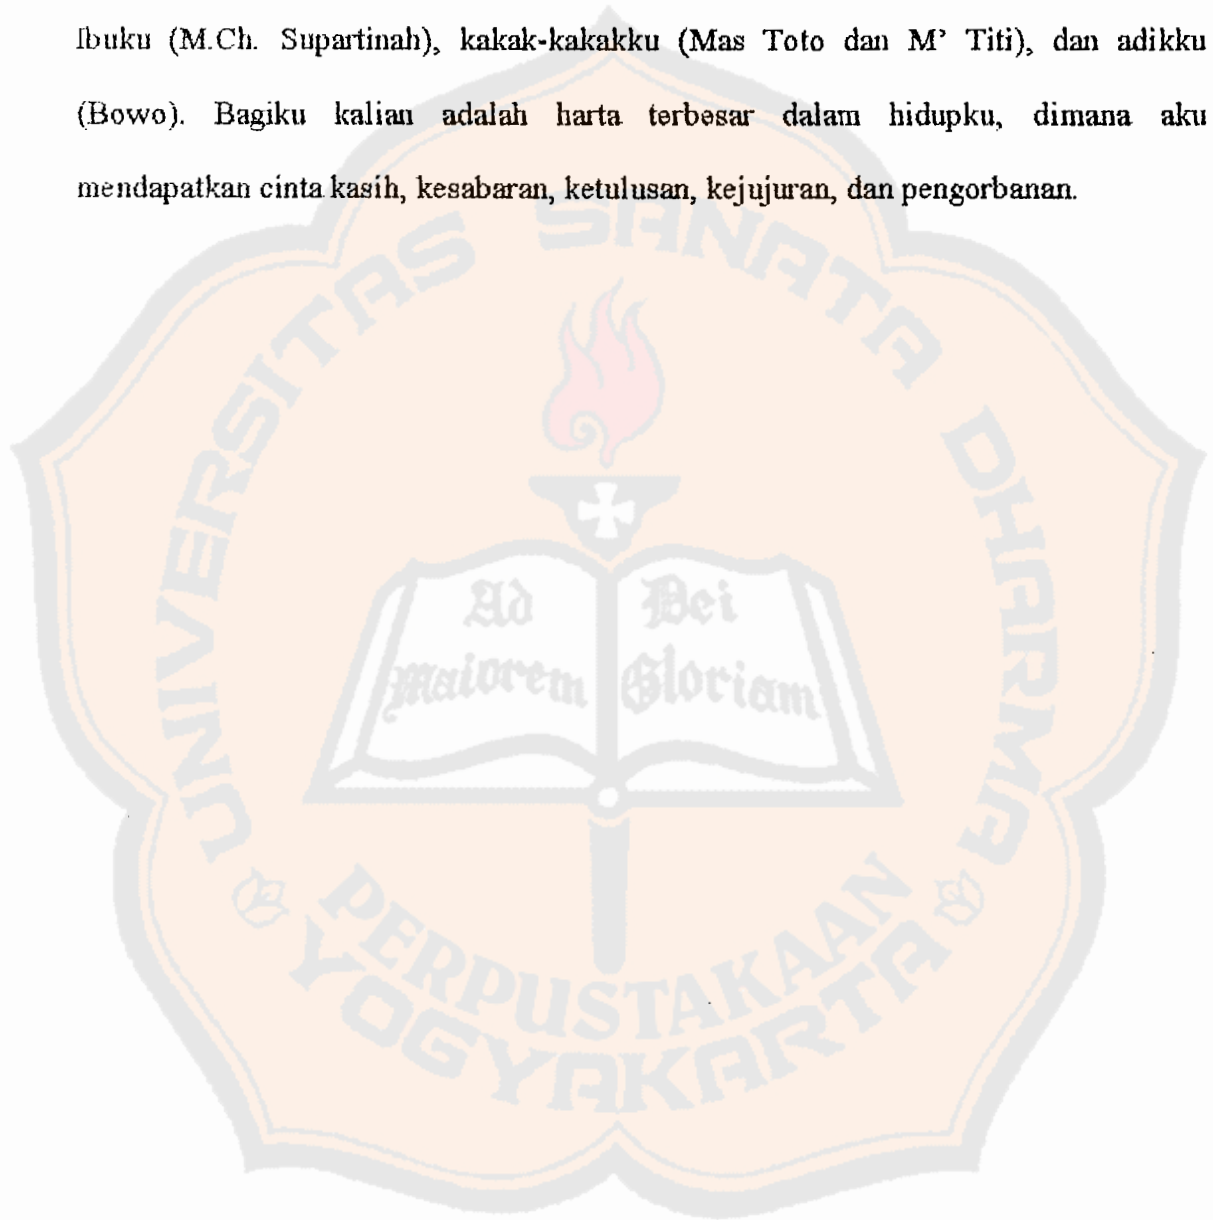 Ibuku (M.Ch. Supartinah), kakak-kakakku (Mas Toto dan M' Titi), dan adikku
(Bowo). Bagiku kalian adalah harta terbesar dalam hidupku, dimana aku
mendapatkan cinta kasih, kesabaran, ketulusan, kejujuran, dan pengorbanan.
UNIVERSITAS SANATA DHARMA
Ad Dei
Maiorem Gloriam
PERPUSTAKAAN
YOGYAKARTA